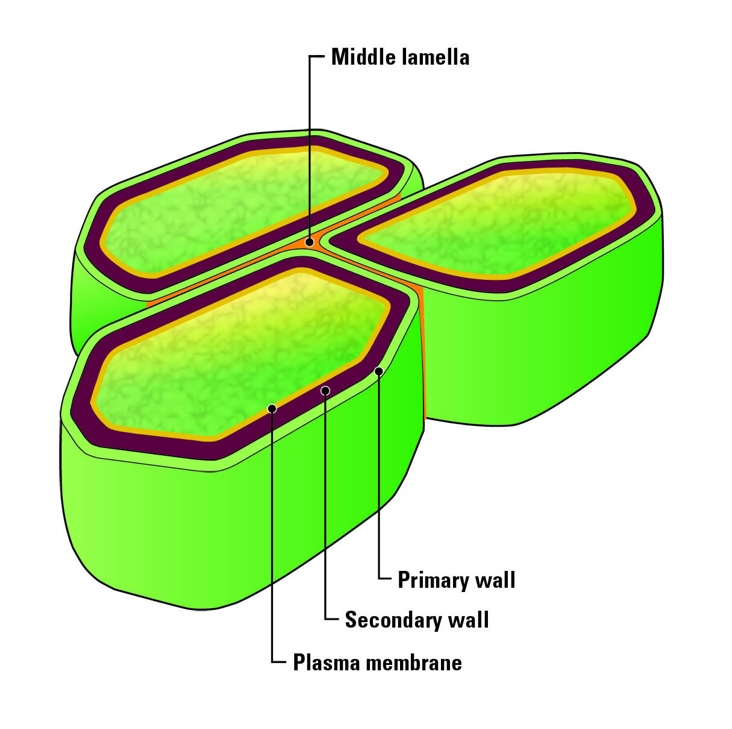 Middle lamella
Primary wall
Secondary wall
Plasma membrane